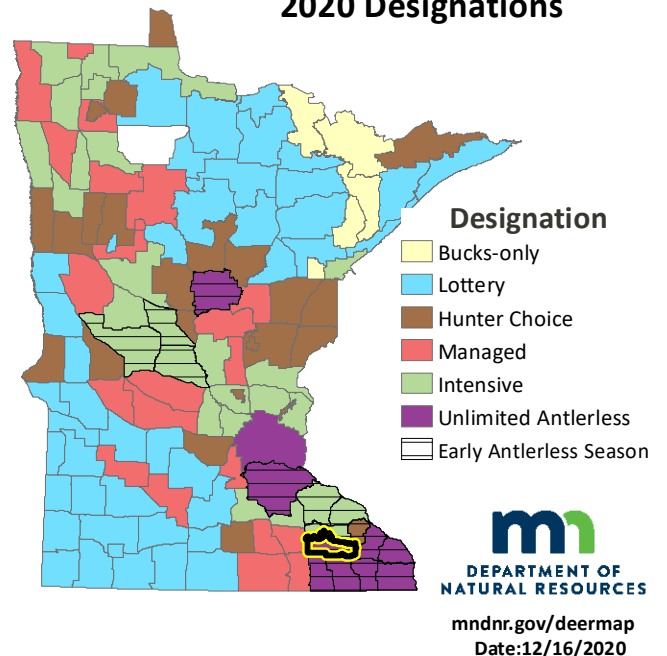 2020 Designations
Designation
Bucks-only
Lottery
Hunter Choice
Managed
Intensive
Unlimited Antlerless
Early Antlerless Season
DEPARTMENT OF
NATURAL RESOURCES
mndnr.gov/deermap
Date:12/16/2020